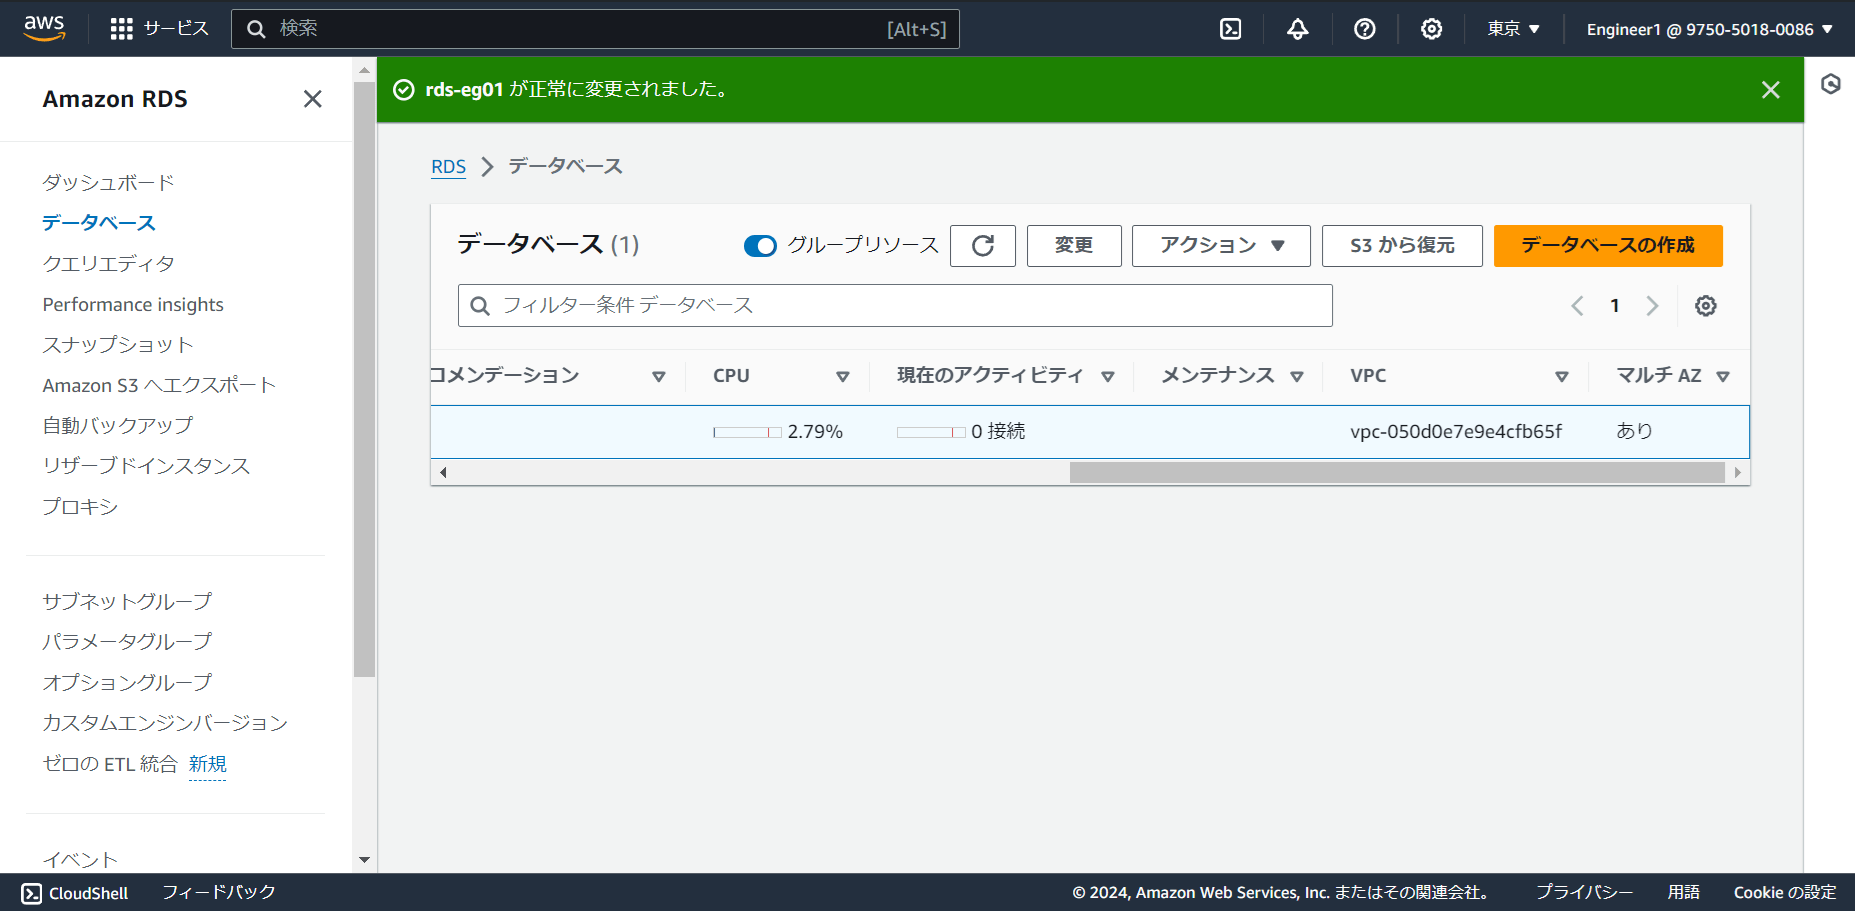 aws
サービス
検索
[Alt+S]
東京 ▼
Engineer1 @ 9750-5018-0086 ▼
Amazon RDS
ダッシュボード
データベース
クエリエディタ
Performance insights
スナップショット
Amazon S3 へエクスポート
自動バックアップ
リザーブドインスタンス
プロキシ
サブネットグループ
パラメータグループ
オプショングループ
カスタムエンジンバージョン
ゼロの ETL 統合 新規
イベント
rds-eg01 が正常に変更されました。
RDS > データベース
データベース (1)
グループリソース
変更
アクション ▼
S3 から復元
データベースの作成
フィルター条件 データベース
1
コメンデーション
CPU
現在のアクティビティ
メンテナンス
VPC
マルチ AZ
2.79%
0 接続
vpc-050d0e7e9e4cfb65f
あり
CloudShell
フィードバック
© 2024, Amazon Web Services, Inc. またはその関連会社。
プライバシー
用語
Cookie の設定